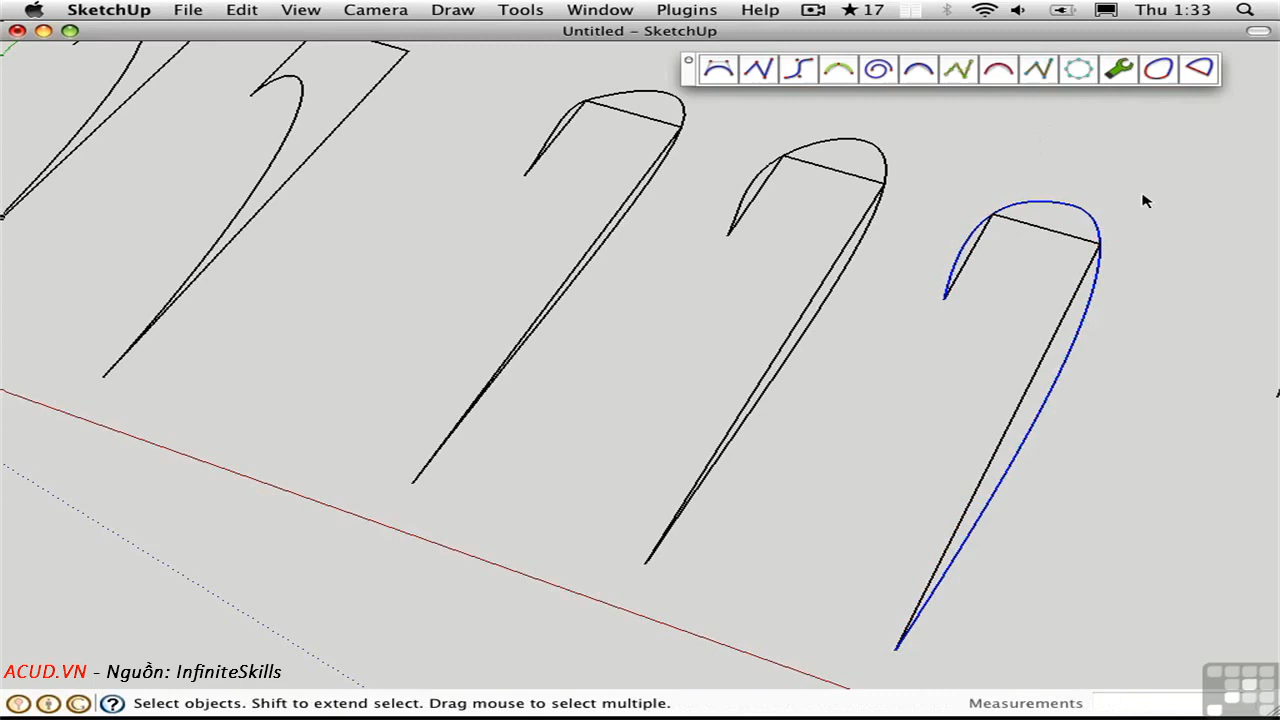 SketchUp File Edit View Camera Draw Tools Window Plugins Help 17 Thu 1:33
Untitled – SketchUp
ACUD.VN - Nguồn: InfiniteSkills
Select objects. Shift to extend select. Drag mouse to select multiple. Measurements